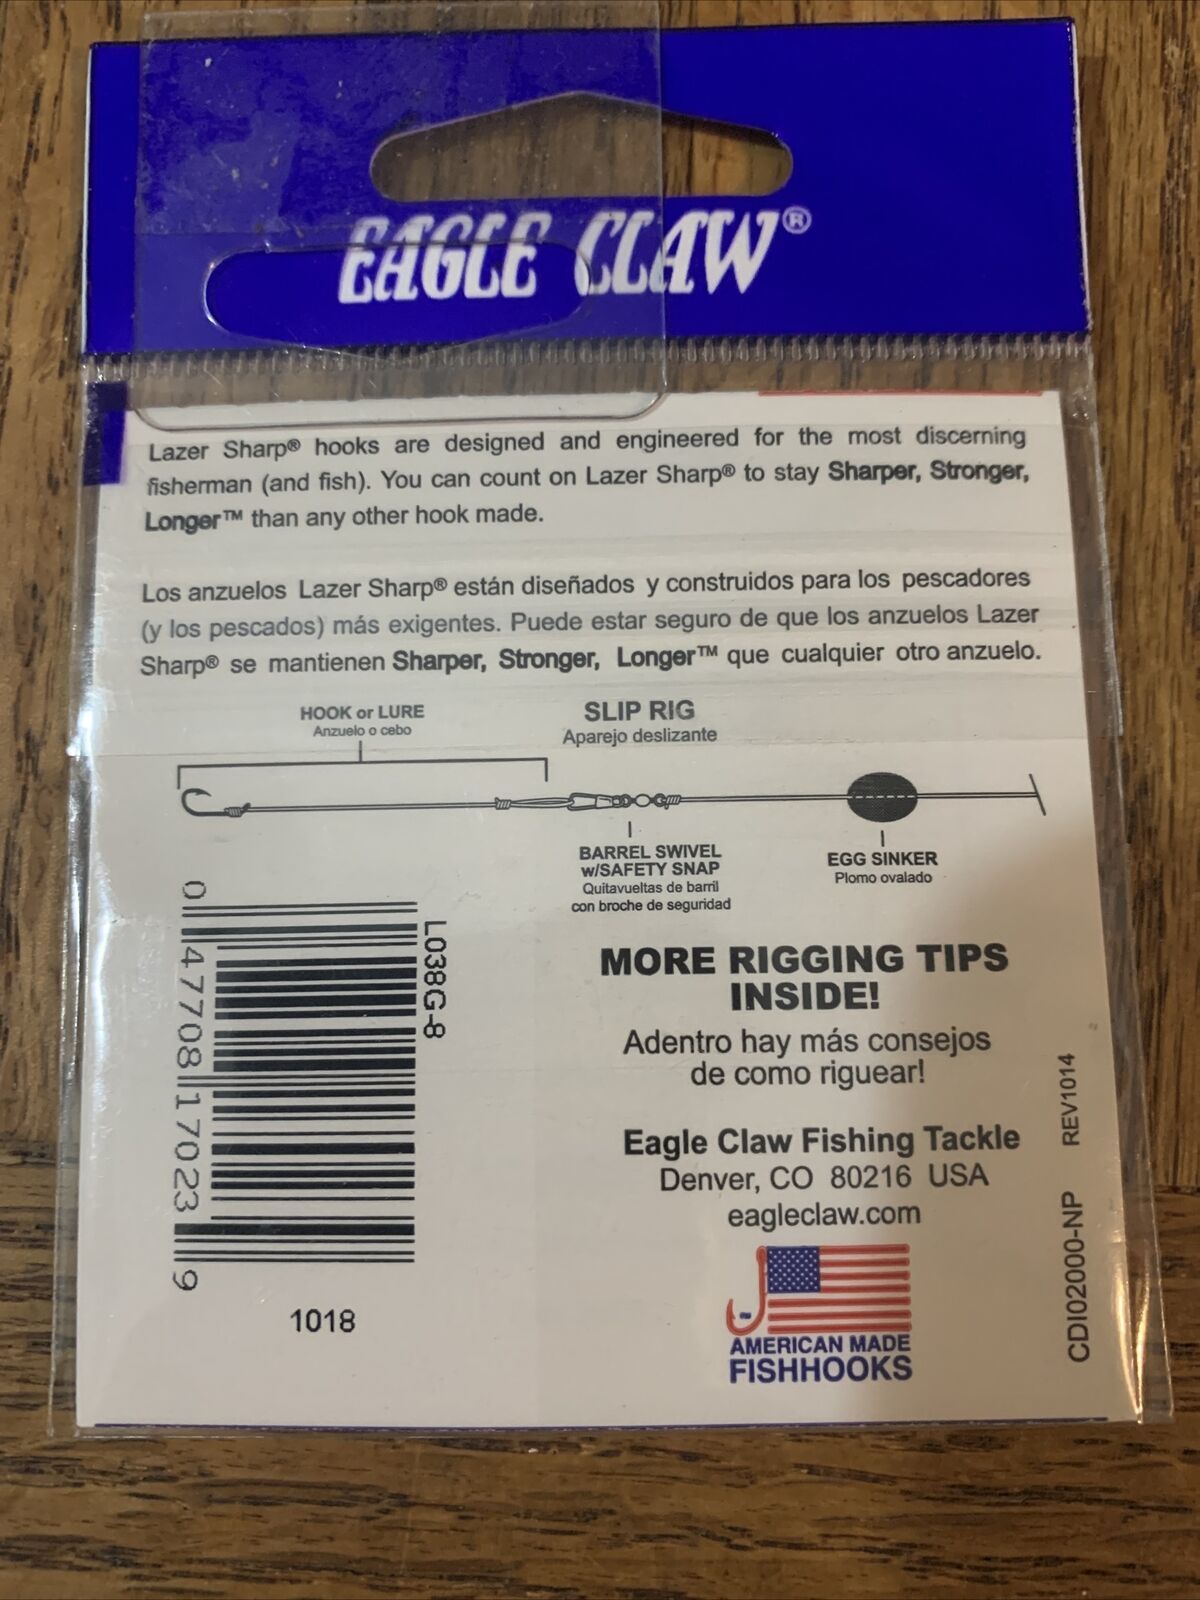 EAGLE CLAW®
Lazer Sharp® hooks are designed and engineered for the most discerning
fisherman (and fish). You can count on Lazer Sharp® to stay Sharper, Stronger,
Longer™ than any other hook made.
Los anzuelos Lazer Sharp® están diseñados y construidos para los pescadores
(y los pescados) más exigentes. Puede estar seguro de que los anzuelos Lazer
Sharp® se mantienen Sharper, Stronger, Longer™ que cualquier otro anzuelo.
HOOK or LURE
Anzuelo o cebo
SLIP RIG
Aparejo deslizante
BARREL SWIVEL
w/SAFETY SNAP
Quitavueltas de barril
con broche de seguridad
EGG SINKER
Plomo ovalado
0 47708 17023 9
L038G-8
1018
MORE RIGGING TIPS
INSIDE!
Adentro hay más consejos
de como riguear!
Eagle Claw Fishing Tackle
Denver, CO 80216 USA
eagleclaw.com
AMERICAN MADE
FISHHOOKS
CDI02000-NP REV1014